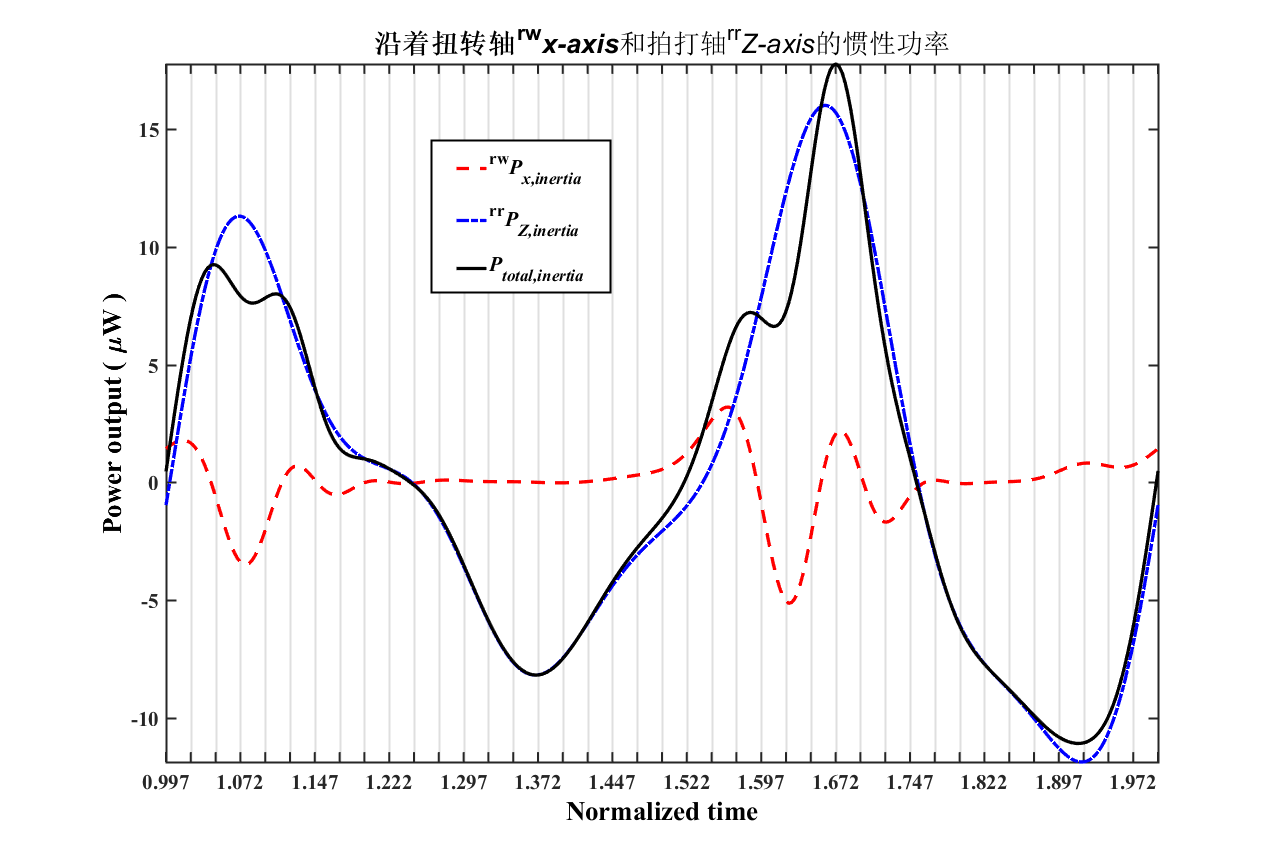 沿着扭转轴rwx-axis和拍打轴rrZ-axis的惯性功率
15
10
5
0
-5
-10
Power output ( μW )
rwPx,inertia
rrPZ,inertia
Ptotal,inertia
0.997 1.072 1.147 1.222 1.297 1.372 1.447 1.522 1.597 1.672 1.747 1.822 1.897 1.972
Normalized time